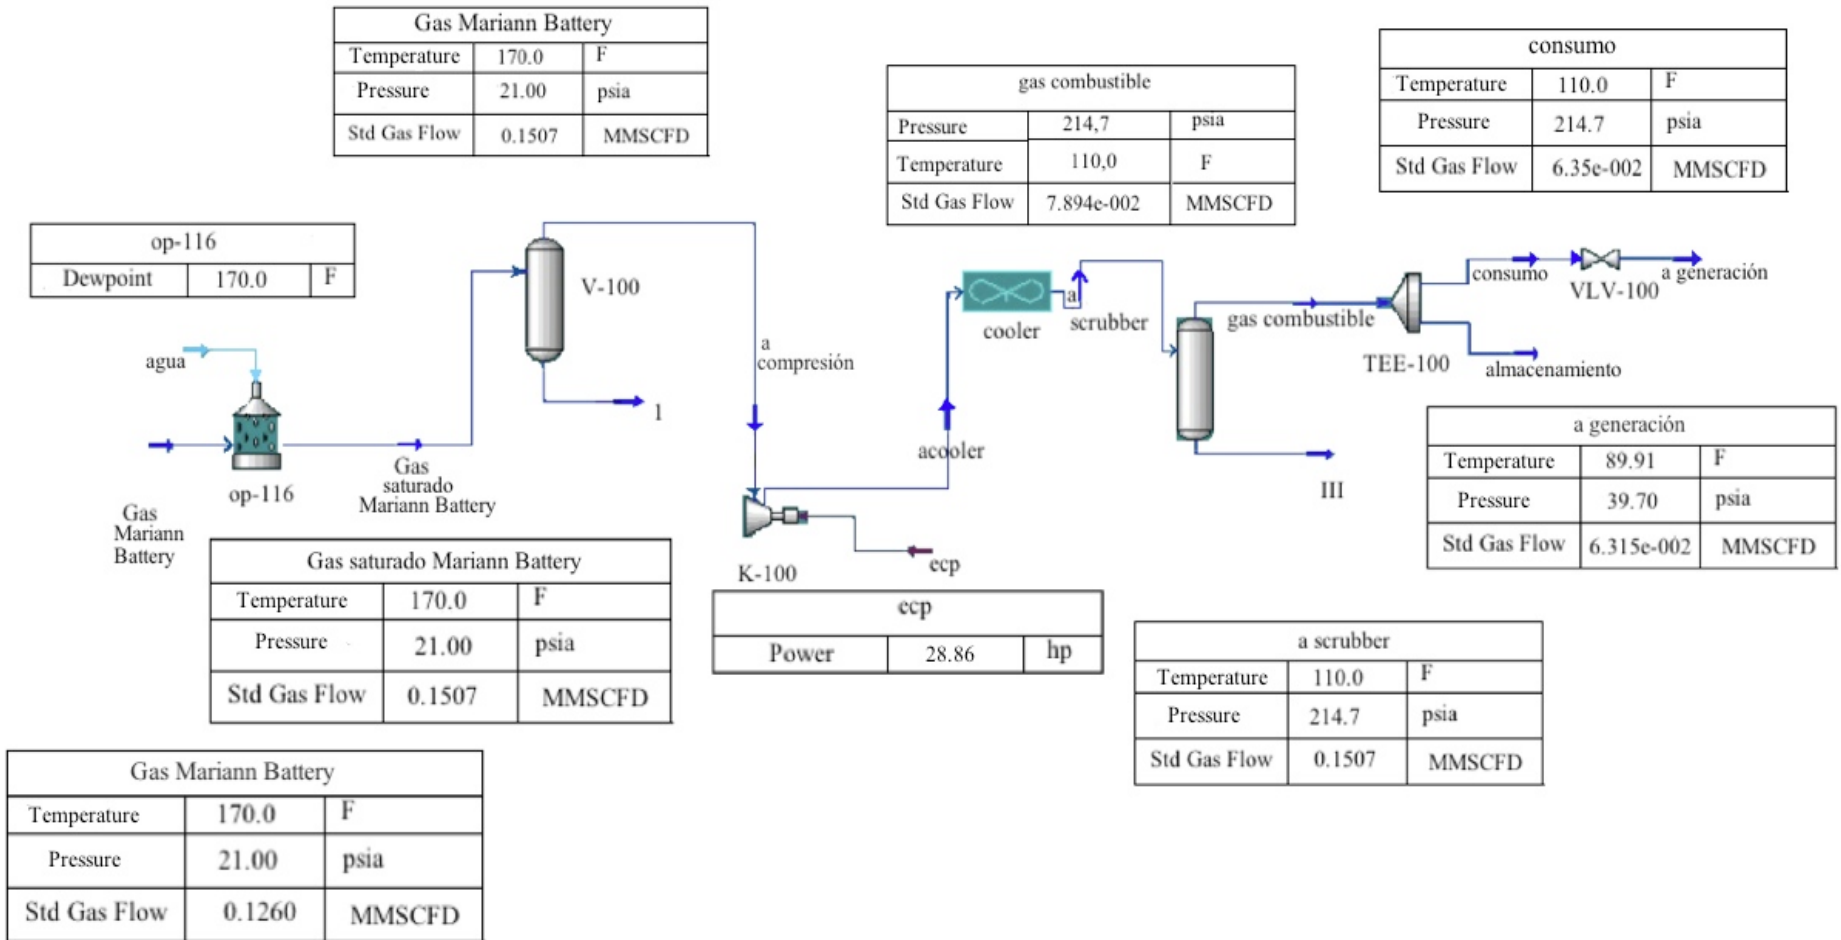 Gas Mariann Battery
Temperature 170.0 F
Pressure 21.00 psia
Std Gas Flow 0.1507 MMSCFD
gas combustible
Pressure 214,7 psia
Temperature 110,0 F
Std Gas Flow 7.894e-002 MMSCFD
consumo
Temperature 110.0 F
Pressure 214.7 psia
Std Gas Flow 6.35e-002 MMSCFD
op-116
Dewpoint 170.0 F
agua
op-116
Gas
Mariann
Battery
Gas
saturado
Mariann Battery
V-100
1
a
compresión
K-100
ecp
acooler
cooler
a
scrubber
III
gas combustible
TEE-100
consumo
VLV-100
a generación
almacenamiento
a generación
Temperature 89.91 F
Pressure 39.70 psia
Std Gas Flow 6.315e-002 MMSCFD
Gas saturado Mariann Battery
Temperature 170.0 F
Pressure 21.00 psia
Std Gas Flow 0.1507 MMSCFD
ecp
Power 28.86 hp
a scrubber
Temperature 110.0 F
Pressure 214.7 psia
Std Gas Flow 0.1507 MMSCFD
Gas Mariann Battery
Temperature 170.0 F
Pressure 21.00 psia
Std Gas Flow 0.1260 MMSCFD